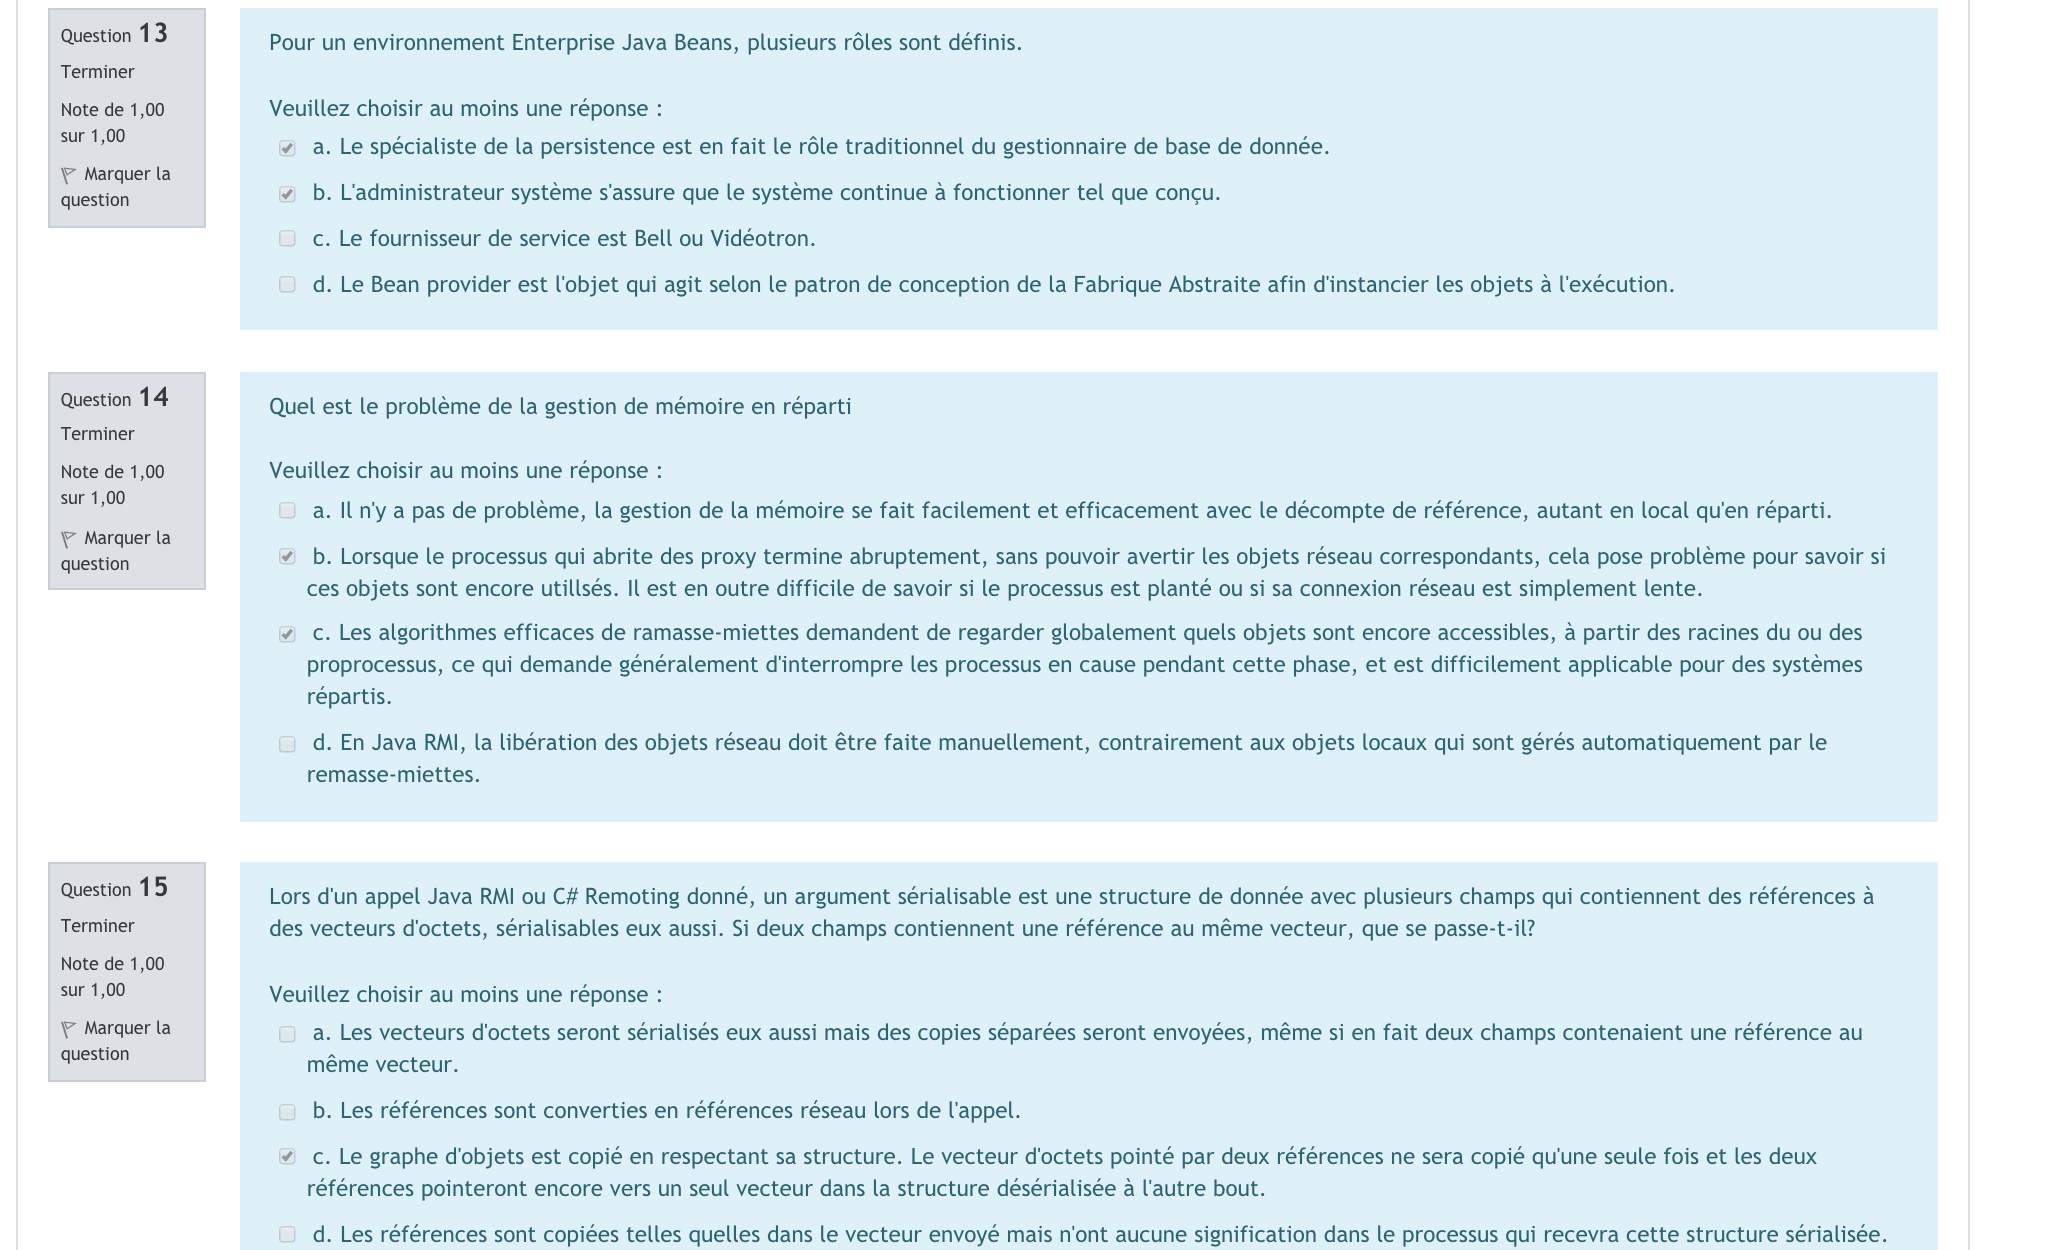 Question 13
Terminer
Note de 1,00
sur 1,00
Marquer la
question
Pour un environnement Enterprise Java Beans, plusieurs rôles sont définis.
Veuillez choisir au moins une réponse :
a. Le spécialiste de la persistence est en fait le rôle traditionnel du gestionnaire de base de donnée.
b. L'administrateur système s'assure que le système continue à fonctionner tel que conçu.
c. Le fournisseur de service est Bell ou Vidéotron.
d. Le Bean provider est l'objet qui agit selon le patron de conception de la Fabrique Abstraite afin d'instancier les objets à l'exécution.
Question 14
Terminer
Note de 1,00
sur 1,00
Marquer la
question
Quel est le problème de la gestion de mémoire en réparti
Veuillez choisir au moins une réponse :
a. Il n'y a pas de problème, la gestion de la mémoire se fait facilement et efficacement avec le décompte de référence, autant en local qu'en réparti.
b. Lorsque le processus qui abrite des proxy termine abruptement, sans pouvoir avertir les objets réseau correspondants, cela pose problème pour savoir si
ces objets sont encore utillsés. Il est en outre difficile de savoir si le processus est planté ou si sa connexion réseau est simplement lente.
c. Les algorithmes efficaces de ramasse-miettes demandent de regarder globalement quels objets sont encore accessibles, à partir des racines du ou des
proprocessus, ce qui demande généralement d'interrompre les processus en cause pendant cette phase, et est difficilement applicable pour des systèmes
répartis.
d. En Java RMI, la libération des objets réseau doit être faite manuellement, contrairement aux objets locaux qui sont gérés automatiquement par le
remasse-miettes.
Question 15
Terminer
Note de 1,00
sur 1,00
Marquer la
question
Lors d'un appel Java RMI ou C# Remoting donné, un argument sérialisable est une structure de donnée avec plusieurs champs qui contiennent des références à
des vecteurs d'octets, sérialisables eux aussi. Si deux champs contiennent une référence au même vecteur, que se passe-t-il?
Veuillez choisir au moins une réponse :
a. Les vecteurs d'octets seront sérialisés eux aussi mais des copies séparées seront envoyées, même si en fait deux champs contenaient une référence au
même vecteur.
b. Les références sont converties en références réseau lors de l'appel.
c. Le graphe d'objets est copié en respectant sa structure. Le vecteur d'octets pointé par deux références ne sera copié qu'une seule fois et les deux
références pointeront encore vers un seul vecteur dans la structure désérialisée à l'autre bout.
d. Les références sont copiées telles quelles dans le vecteur envoyé mais n'ont aucune signification dans le processus qui recevra cette structure sérialisée.